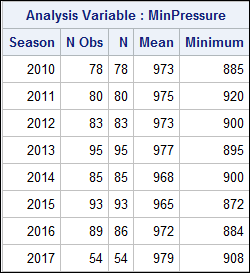 Analysis Variable : MinPressure
Season N Obs N Mean Minimum
2010 78 78 973 885
2011 80 80 975 920
2012 83 83 973 900
2013 95 95 977 895
2014 85 85 968 900
2015 93 93 965 872
2016 89 86 972 884
2017 54 54 979 908